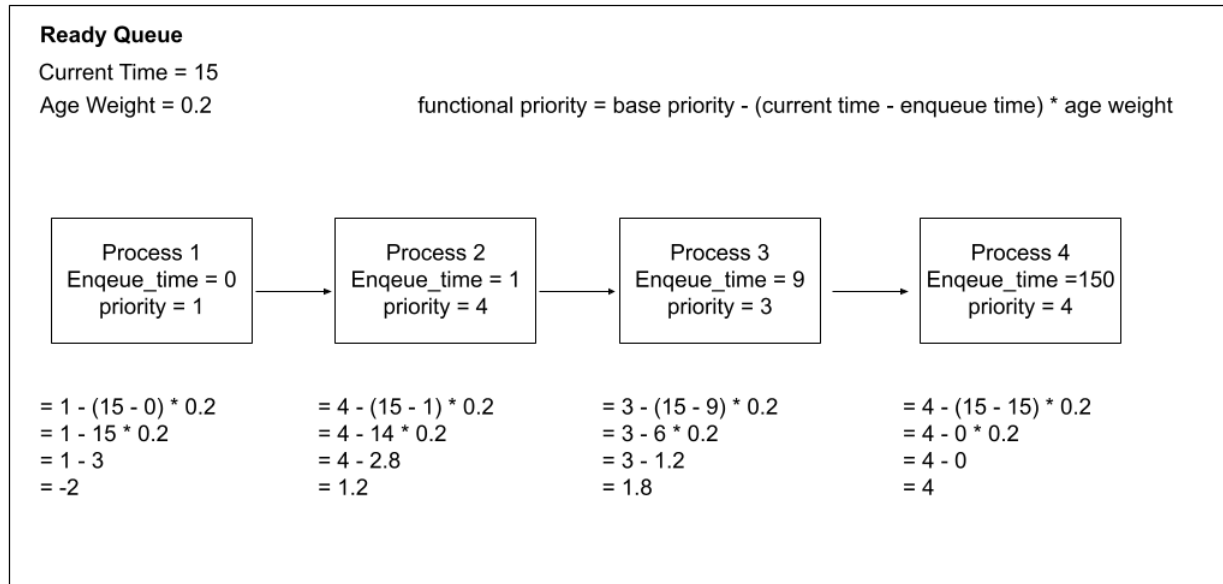 Ready Queue
Current Time = 15
Age Weight = 0.2
functional priority = base priority - (current time - enqueue time) * age weight
Process 1
Enqeue_time = 0
priority = 1
Process 2
Enqeue_time = 1
priority = 4
Process 3
Enqeue_time = 9
priority = 3
Process 4
Enqeue_time =150
priority = 4
= 1 - (15 - 0) * 0.2
= 1 - 15 * 0.2
= 1 - 3
= -2
= 4 - (15 - 1) * 0.2
= 4 - 14 * 0.2
= 4 - 2.8
= 1.2
= 3 - (15 - 9) * 0.2
= 3 - 6 * 0.2
= 3 - 1.2
= 1.8
= 4 - (15 - 15) * 0.2
= 4 - 0 * 0.2
= 4 - 0
= 4